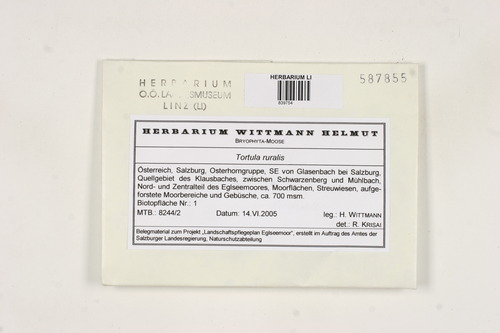 HERBARIUM
O.Ö. LANDESMUSEUM
LINZ (LI)
HERBARIUM LI
839754
587855
HERBARIUM WITTMANN HELMUT
BRYOPHYTA-MOOSE
Tortula ruralis
Österreich, Salzburg, Osterhorngruppe, SE von Glasenbach bei Salzburg,
Quellgebiet des Klausbaches, zwischen Schwarzenberg und Mühlbach,
Nord- und Zentralteil des Eglseemoores, Moorflächen, Streuwiesen, aufge-
forstete Moorbereiche und Gebüsche, ca. 700 msm.
Biotopfläche Nr.: 1
MTB.: 8244/2 Datum: 14.VI.2005 leg.: H. WITTMANN
det.: R. KRISAI
Belegmaterial zum Projekt „Landschaftspflegeplan Eglseemoor", erstellt im Auftrag des Amtes der
Salzburger Landesregierung, Naturschutzabteilung